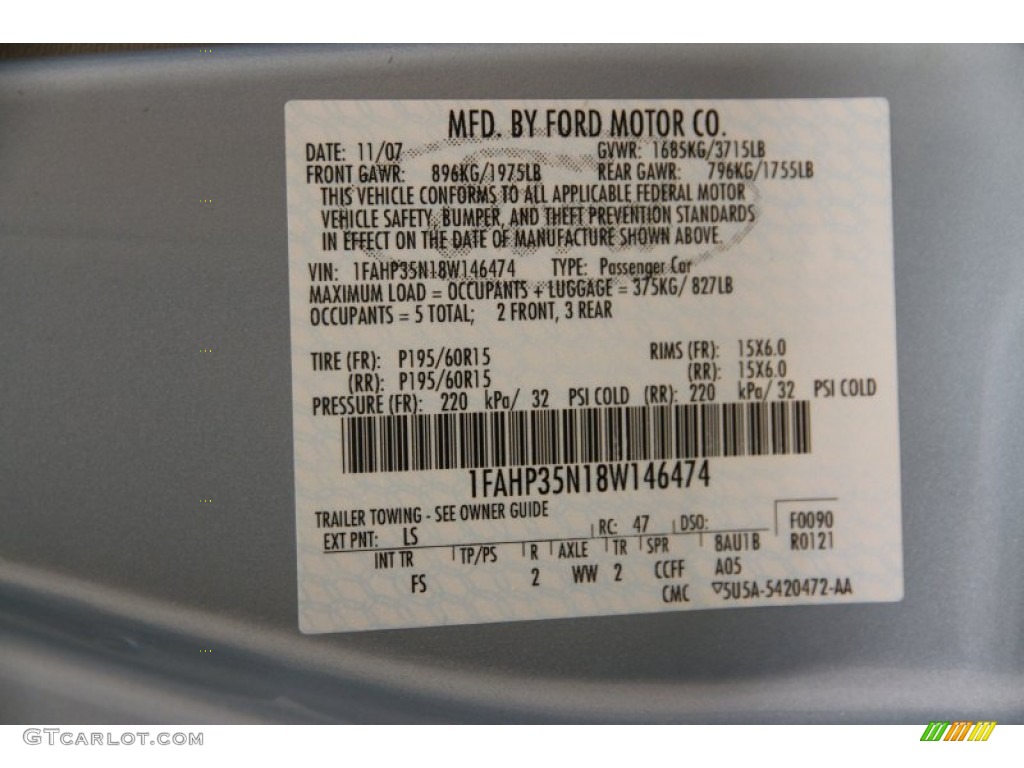 MFD. BY FORD MOTOR CO.
DATE: 11/07 GVWR: 1685KG/3715LB
FRONT GAWR: 896KG/1975LB REAR GAWR: 796KG/1755LB
THIS VEHICLE CONFORMS TO ALL APPLICABLE FEDERAL MOTOR
VEHICLE SAFETY, BUMPER, AND THEFT PREVENTION STANDARDS
IN EFFECT ON THE DATE OF MANUFACTURE SHOWN ABOVE.
VIN: 1FAHP35N18W146474 TYPE: Passenger Car
MAXIMUM LOAD = OCCUPANTS + LUGGAGE = 375KG/ 827LB
OCCUPANTS = 5 TOTAL; 2 FRONT, 3 REAR
TIRE (FR): P195/60R15 RIMS (FR): 15X6.0
(RR): P195/60R15 (RR): 15X6.0
PRESSURE (FR): 220 kPa/ 32 PSI COLD (RR): 220 kPa/ 32 PSI COLD
1FAHP35N18W146474
TRAILER TOWING - SEE OWNER GUIDE
EXT PNT: LS RC: 47 DSO: F0090
INT TR TP/PS R AXLE TR SPR 8AU1B R0121
FS 2 WW 2 CCFF A05
CMC 5U5A-5420472-AA
GTCARLOT.COM